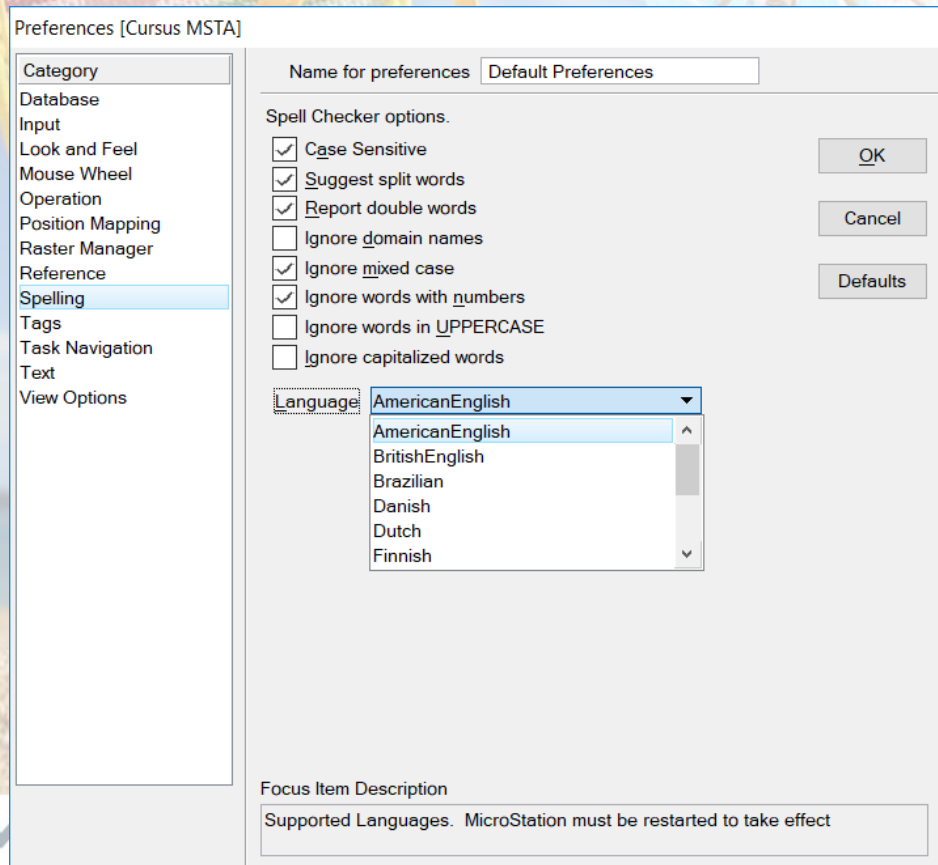 Preferences [Cursus MSTA]
Category
Database
Input
Look and Feel
Mouse Wheel
Operation
Position Mapping
Raster Manager
Reference
Spelling
Tags
Task Navigation
Text
View Options
Name for preferences Default Preferences
Spell Checker options.
Case Sensitive
Suggest split words
Report double words
Ignore domain names
Ignore mixed case
Ignore words with numbers
Ignore words in UPPERCASE
Ignore capitalized words
OK
Cancel
Defaults
Language AmericanEnglish
AmericanEnglish
BritishEnglish
Brazilian
Danish
Dutch
Finnish
Focus Item Description
Supported Languages. MicroStation must be restarted to take effect